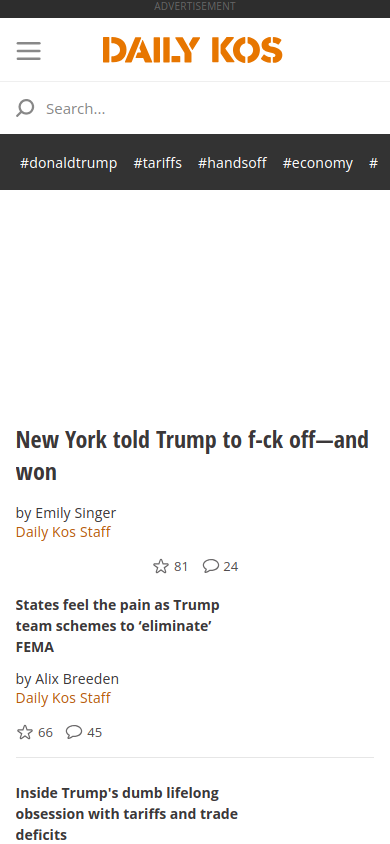 ADVERTISEMENT
DAILY KOS
Search...
#donaldtrump #tariffs #handsoff #economy #
New York told Trump to f-ck off—and
won
by Emily Singer
Daily Kos Staff
81 24
States feel the pain as Trump
team schemes to ‘eliminate’
FEMA
by Alix Breeden
Daily Kos Staff
66 45
Inside Trump's dumb lifelong
obsession with tariffs and trade
deficits